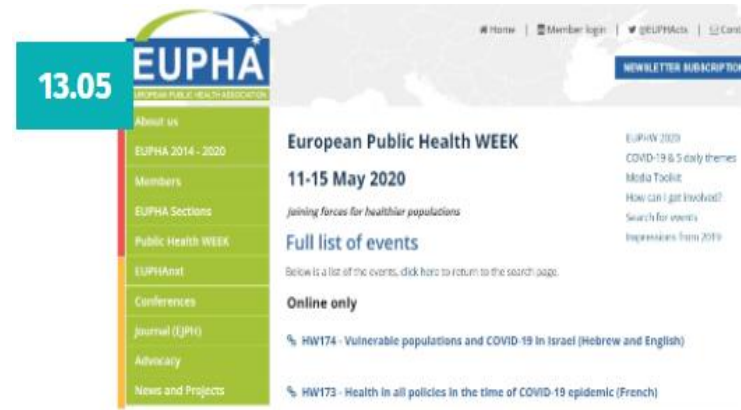 Home | Member login | @EUPHActs | Cont
NEWSLETTER SUBSCRIPTION
13.05
EUPHA
EUROPEAN PUBLIC HEALTH ASSOCIATION
About us
EUPHA 2014 - 2020
Members
EUPHA Sections
Public Health WEEK
EUPHAnxt
Conferences
Journal (EJPH)
Advocacy
News and Projects
European Public Health WEEK
11-15 May 2020
Joining forces for healthier populations
Full list of events
Below is a list of the events, click here to return to the search page.
Online only
HW174 - Vulnerable populations and COVID-19 in Israel (Hebrew and English)
HW173 - Health in all policies in the time of COVID-19 epidemic (French)
EUPHW 2020
COVID-19 & 5 daily themes
Media Toolkit
How can I get involved?
Search for events
Impressions from 2019